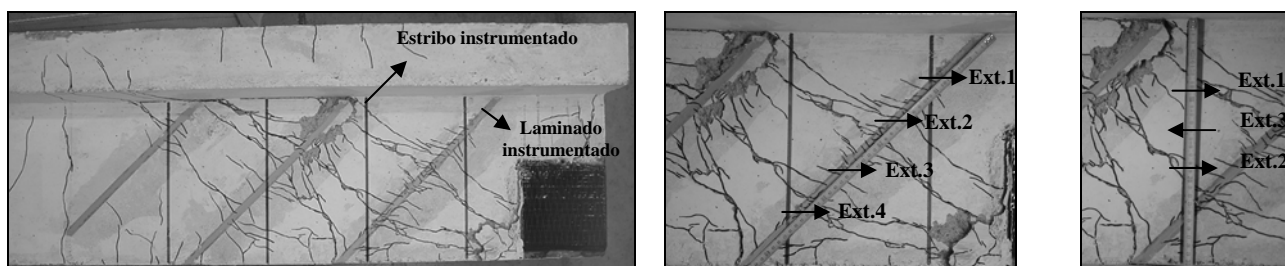 Estribo instrumentado
Laminado
instrumentado
Ext.1
Ext.2
Ext.3
Ext.4
Ext.1
Ext.3
Ext.2